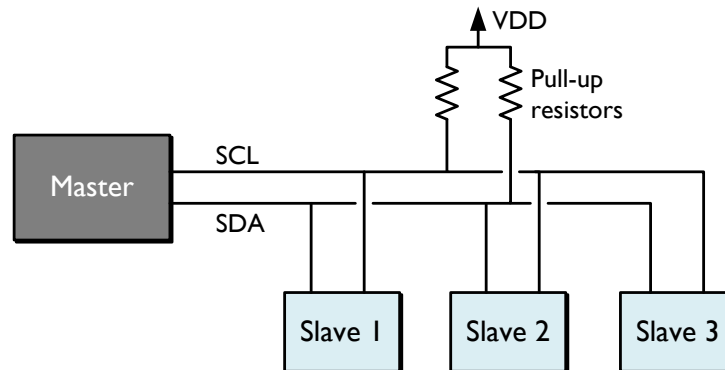 VDD
Pull-up
resistors
SCL
Master
SDA
Slave 1
Slave 2
Slave 3